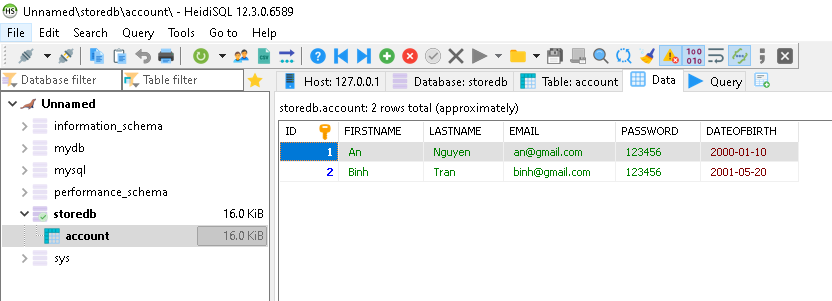 Unnamed\storedb\account\ - HeidiSQL 12.3.0.6589
File Edit Search Query Tools Go to Help
Database filter Table filter
Host: 127.0.0.1 Database: storedb Table: account Data Query
Unnamed
information_schema
mydb
mysql
performance_schema
storedb 16.0 KiB
account 16.0 KiB
sys
storedb.account: 2 rows total (approximately)
ID FIRSTNAME LASTNAME EMAIL PASSWORD DATEOFBIRTH
1 An Nguyen an@gmail.com 123456 2000-01-10
2 Binh Tran binh@gmail.com 123456 2001-05-20